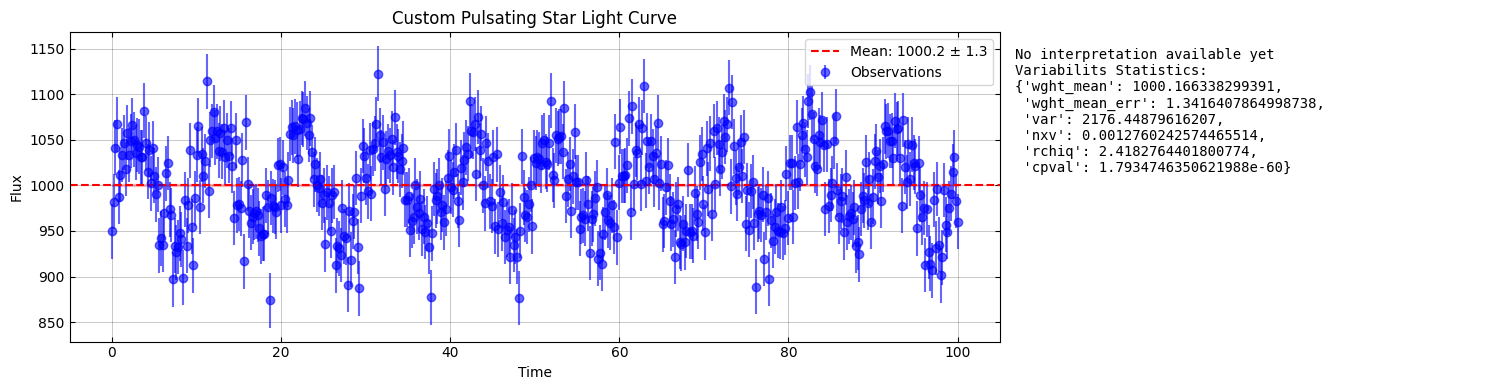 Custom Pulsating Star Light Curve
Flux
1150
1100
1050
1000
950
900
850
0
20
40
60
80
100
Time
Mean: 1000.2 ± 1.3
Observations
No interpretation available yet
Variabilits Statistics:
{'wght_mean': 1000.166338299391,
'wght_mean_err': 1.3416407864998738,
'var': 2176.44879616207,
'nxv': 0.0012760242574465514,
'rchiq': 2.4182764401800774,
'cpval': 1.7934746350621988e-60}